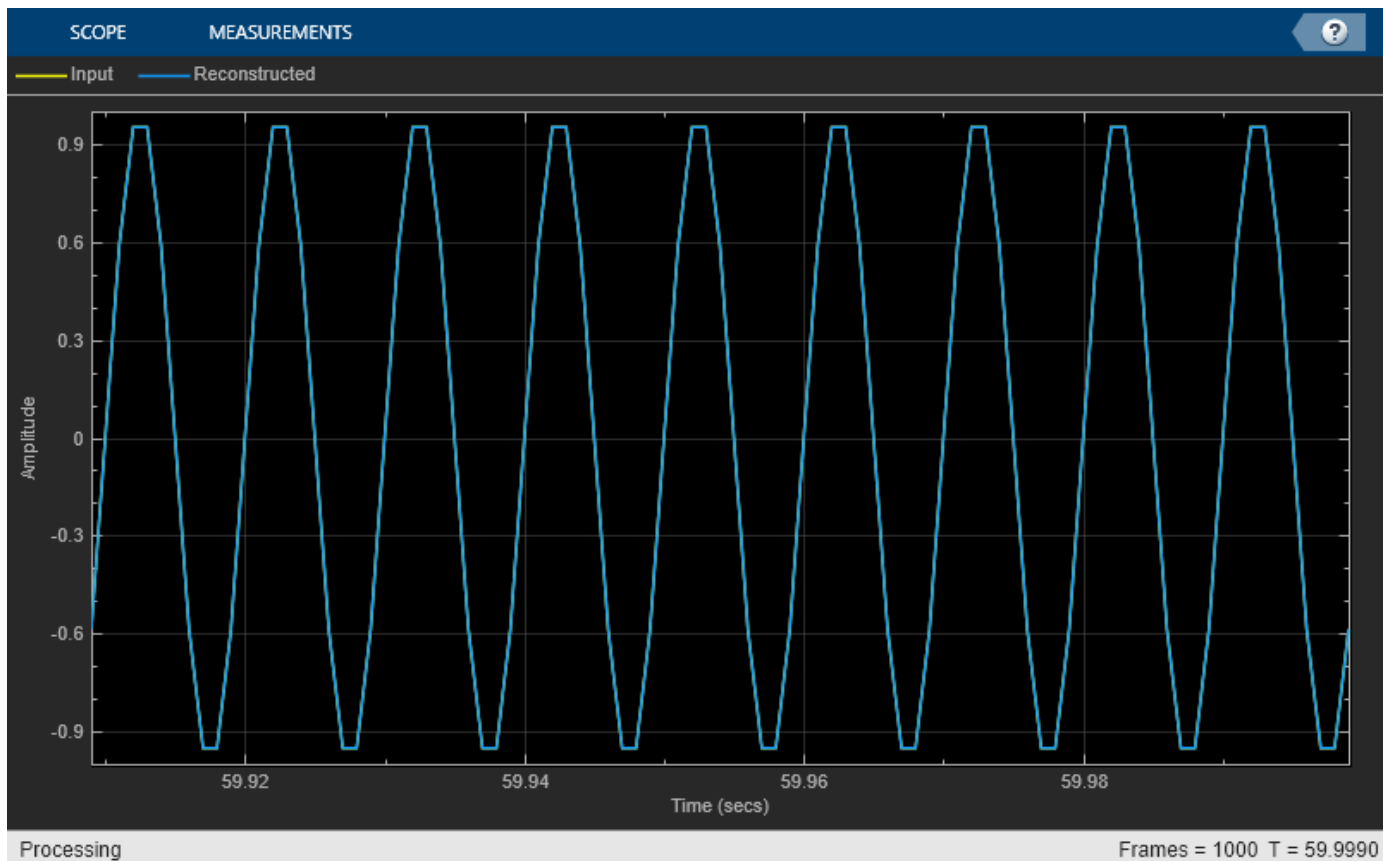 SCOPE MEASUREMENTS ?
Input Reconstructed
0.9
0.6
0.3
0
-0.3
-0.6
-0.9
Amplitude
59.92 59.94 59.96 59.98
Time (secs)
Processing Frames = 1000 T = 59.9990